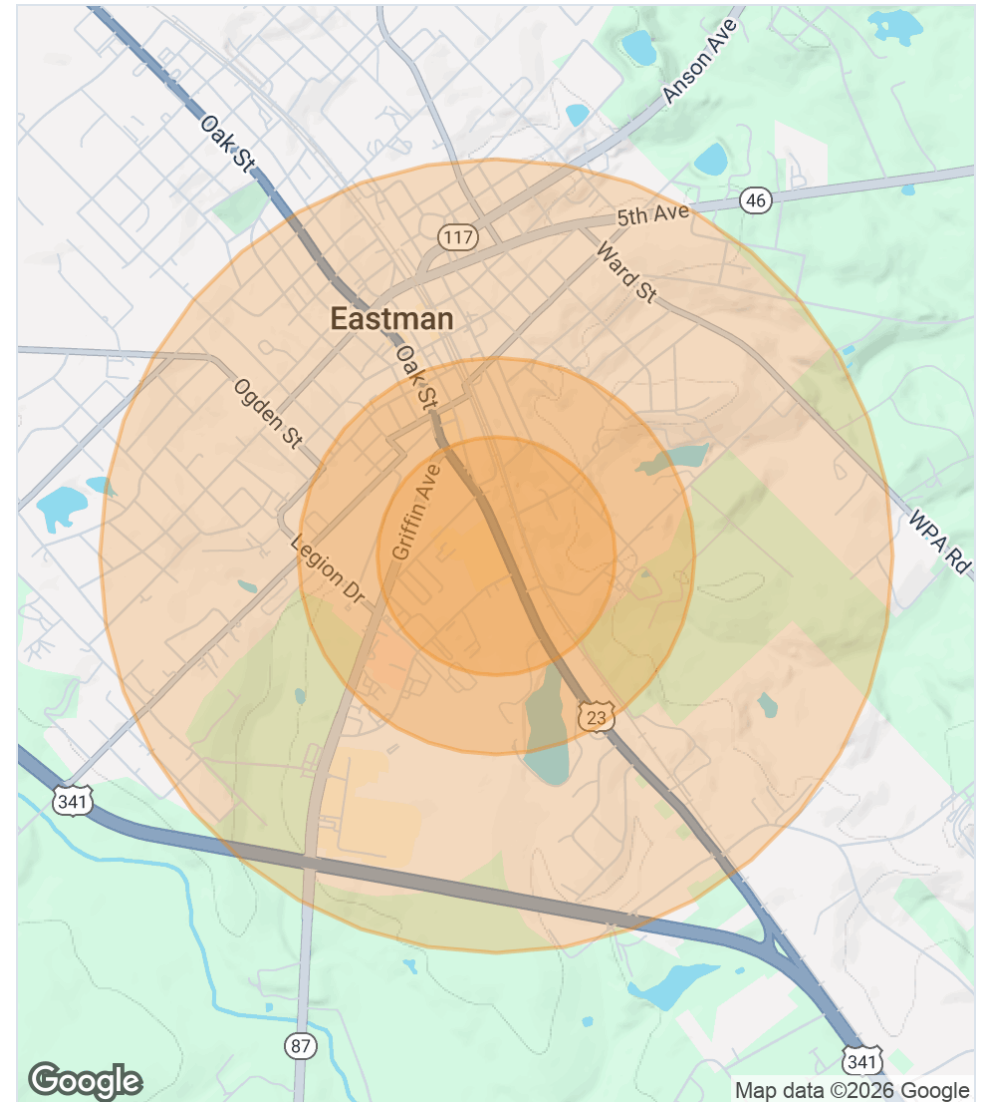 Anson Ave
Oak St
46
5th Ave
117
Ward St
Eastman
Oak St
Ogden St
Griffin Ave
WPA Rd
Legion Dr
23
341
87
341
Google
Map data ©2026 Google